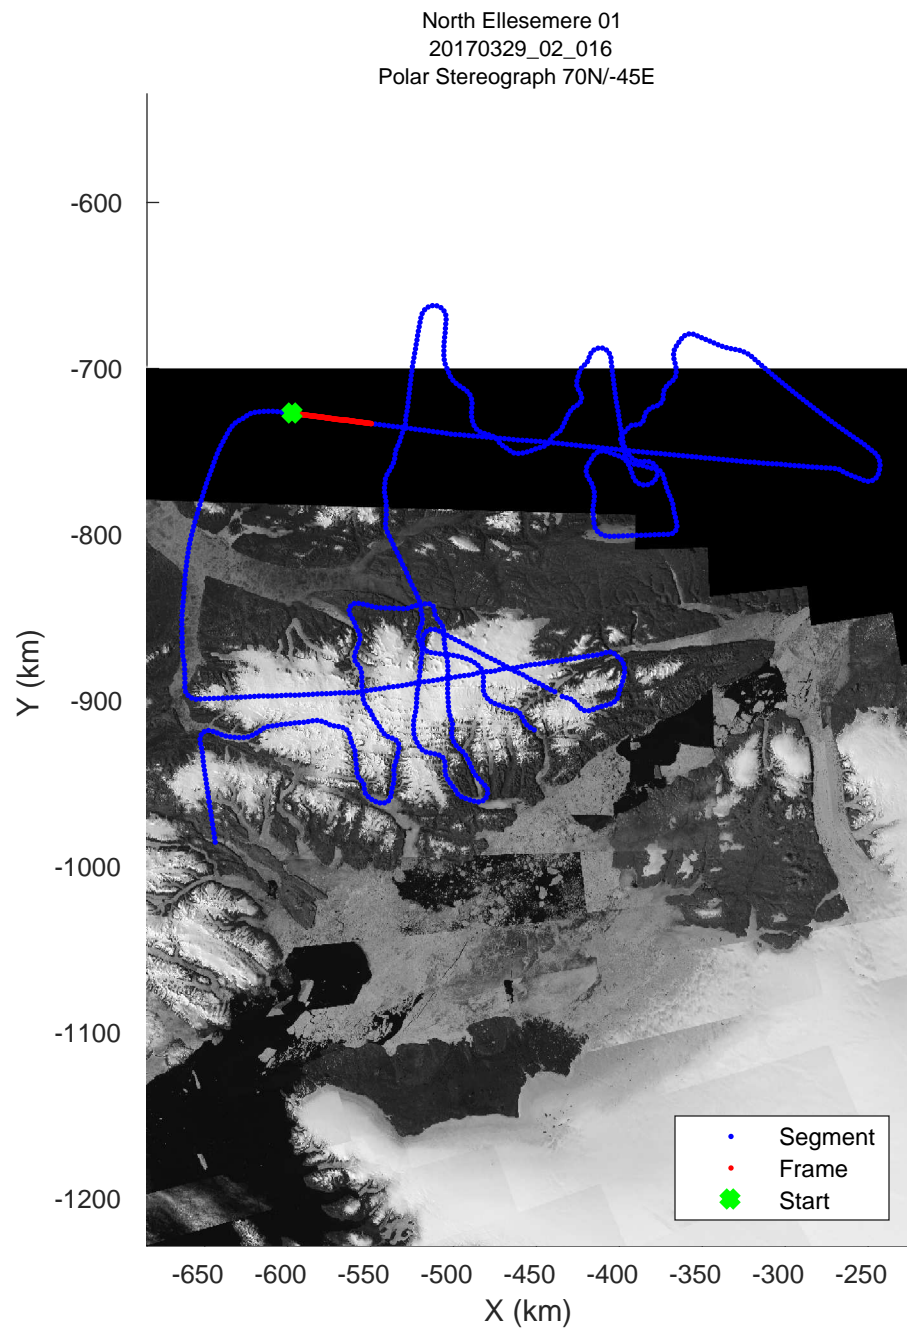 North Ellesemere 01
20170329_02_016
Polar Stereograph 70N/-45E
-600
-700
-800
-900
-1000
-1100
-1200
Y (km)
Segment
Frame
Start
-650 -600 -550 -500 -450 -400 -350 -300 -250
X (km)